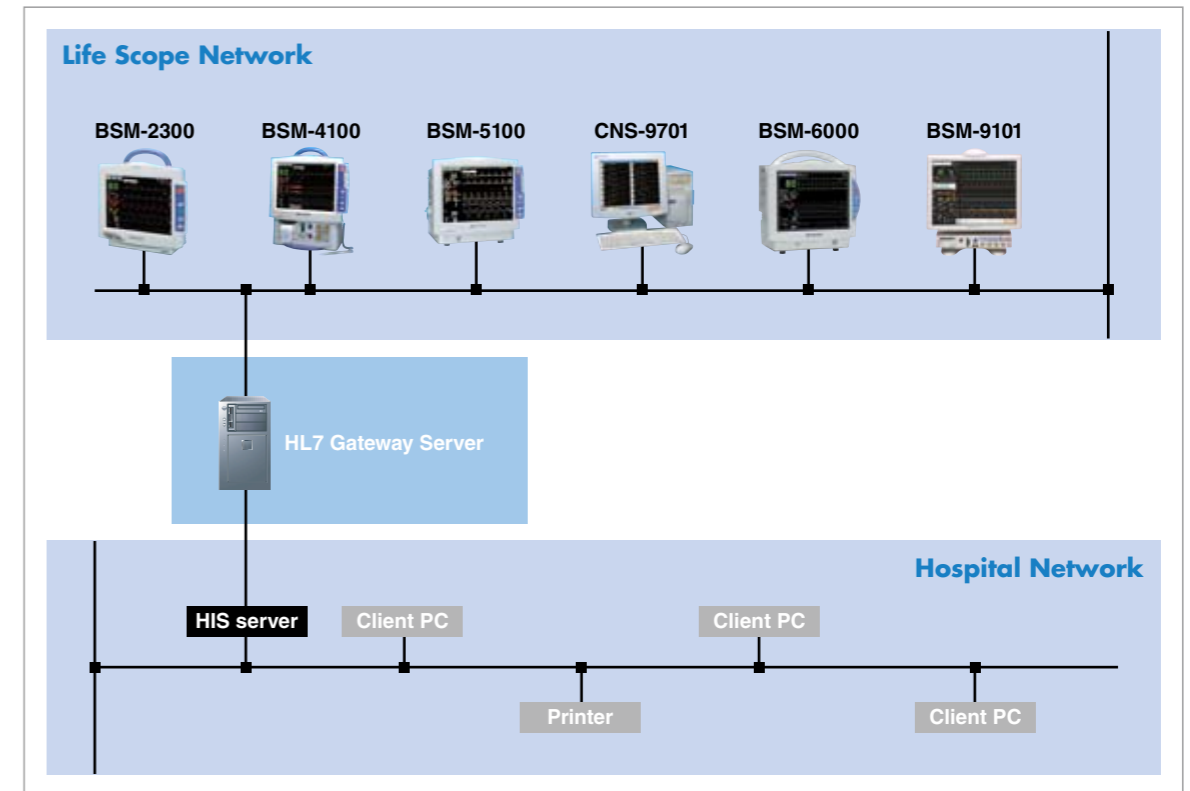 Life Scope Network
BSM-2300 BSM-4100 BSM-5100 CNS-9701 BSM-6000 BSM-9101
HL7 Gateway Server
Hospital Network
HIS server Client PC Client PC
Printer Client PC